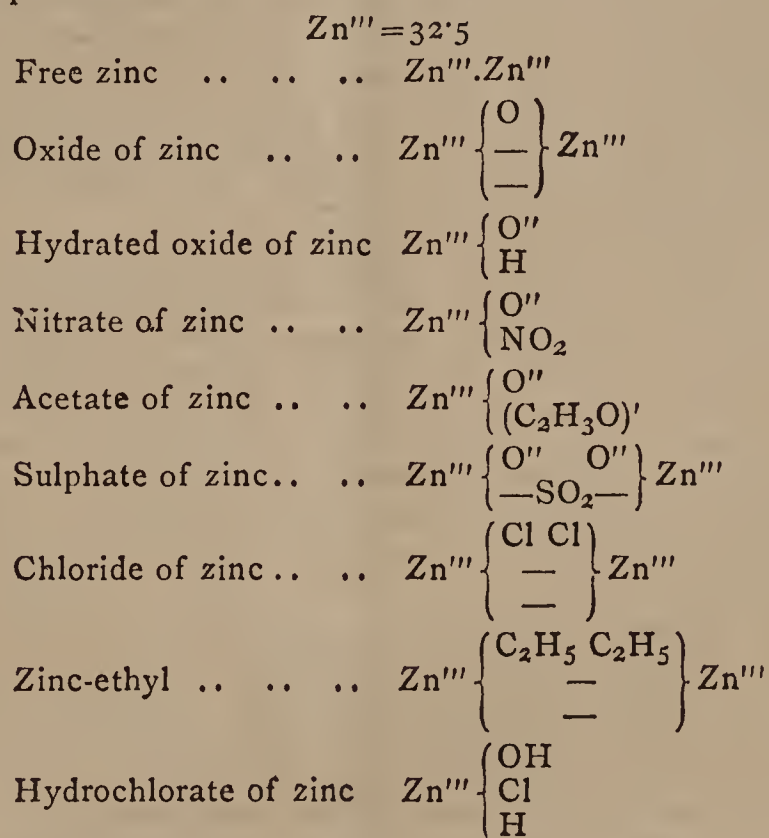 Zn‴=32·5
Free zinc .. .. .. Zn‴.Zn‴
Oxide of zinc .. .. Zn‴ { O — — } Zn‴
Hydrated oxide of zinc Zn‴ { O″ H
Nitrate of zinc .. .. Zn‴ { O″ NO₂
Acetate of zinc .. .. Zn‴ { O″ (C₂H₃O)′
Sulphate of zinc.. .. Zn‴ { O″ O″ —SO₂— } Zn‴
Chloride of zinc .. .. Zn‴ { Cl Cl — — } Zn‴
Zinc-ethyl .. .. .. Zn‴ { C₂H₅ C₂H₅ — — } Zn‴
Hydrochlorate of zinc Zn‴ { OH Cl H